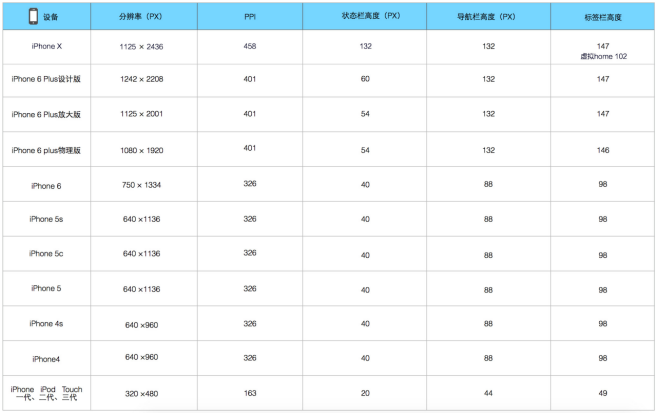 设备 分辨率（PX） PPI 状态栏高度（PX） 导航栏高度（PX） 标签栏高度
iPhone X 1125 × 2436 458 132 132 147
虚拟home 102
iPhone 6 Plus设计版 1242 × 2208 401 60 132 147
iPhone 6 Plus放大版 1125 × 2001 401 54 132 147
iPhone 6 plus物理版 1080 × 1920 401 54 132 146
iPhone 6 750 × 1334 326 40 88 98
iPhone 5s 640 ×1136 326 40 88 98
iPhone 5c 640 ×1136 326 40 88 98
iPhone 5 640 ×1136 326 40 88 98
iPhone 4s 640 ×960 326 40 88 98
iPhone4 640 ×960 326 40 88 98
iPhone iPod Touch
一代、二代、三代 320 ×480 163 20 44 49